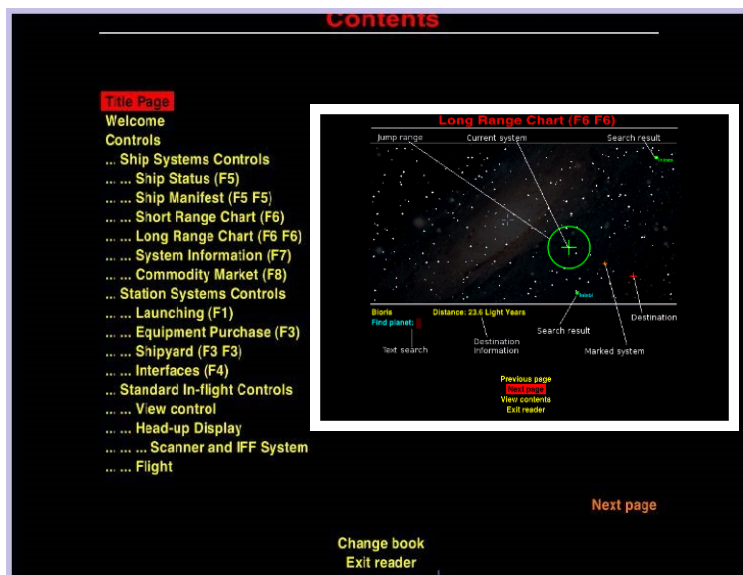 Contents
Title Page
Welcome
Controls
... Ship Systems Controls
... ... Ship Status (F5)
... ... Ship Manifest (F5 F5)
... ... Short Range Chart (F6)
... ... Long Range Chart (F6 F6)
... ... System Information (F7)
... ... Commodity Market (F8)
... Station Systems Controls
... ... Launching (F1)
... ... Equipment Purchase (F3)
... ... Shipyard (F3 F3)
... ... Interfaces (F4)
... Standard In-flight Controls
... ... View control
... ... Head-up Display
... ... ... Scanner and IFF System
... ... Flight
Next page
Change book
Exit reader
Long Range Chart (F6 F6)
Jump range
Current system
Search result
Bioris
Distance: 23.6 Light Years
Find planet:
Destination
Search result
Text search
Destination
Information
Marked system
Previous page
Next page
View contents
Exit reader